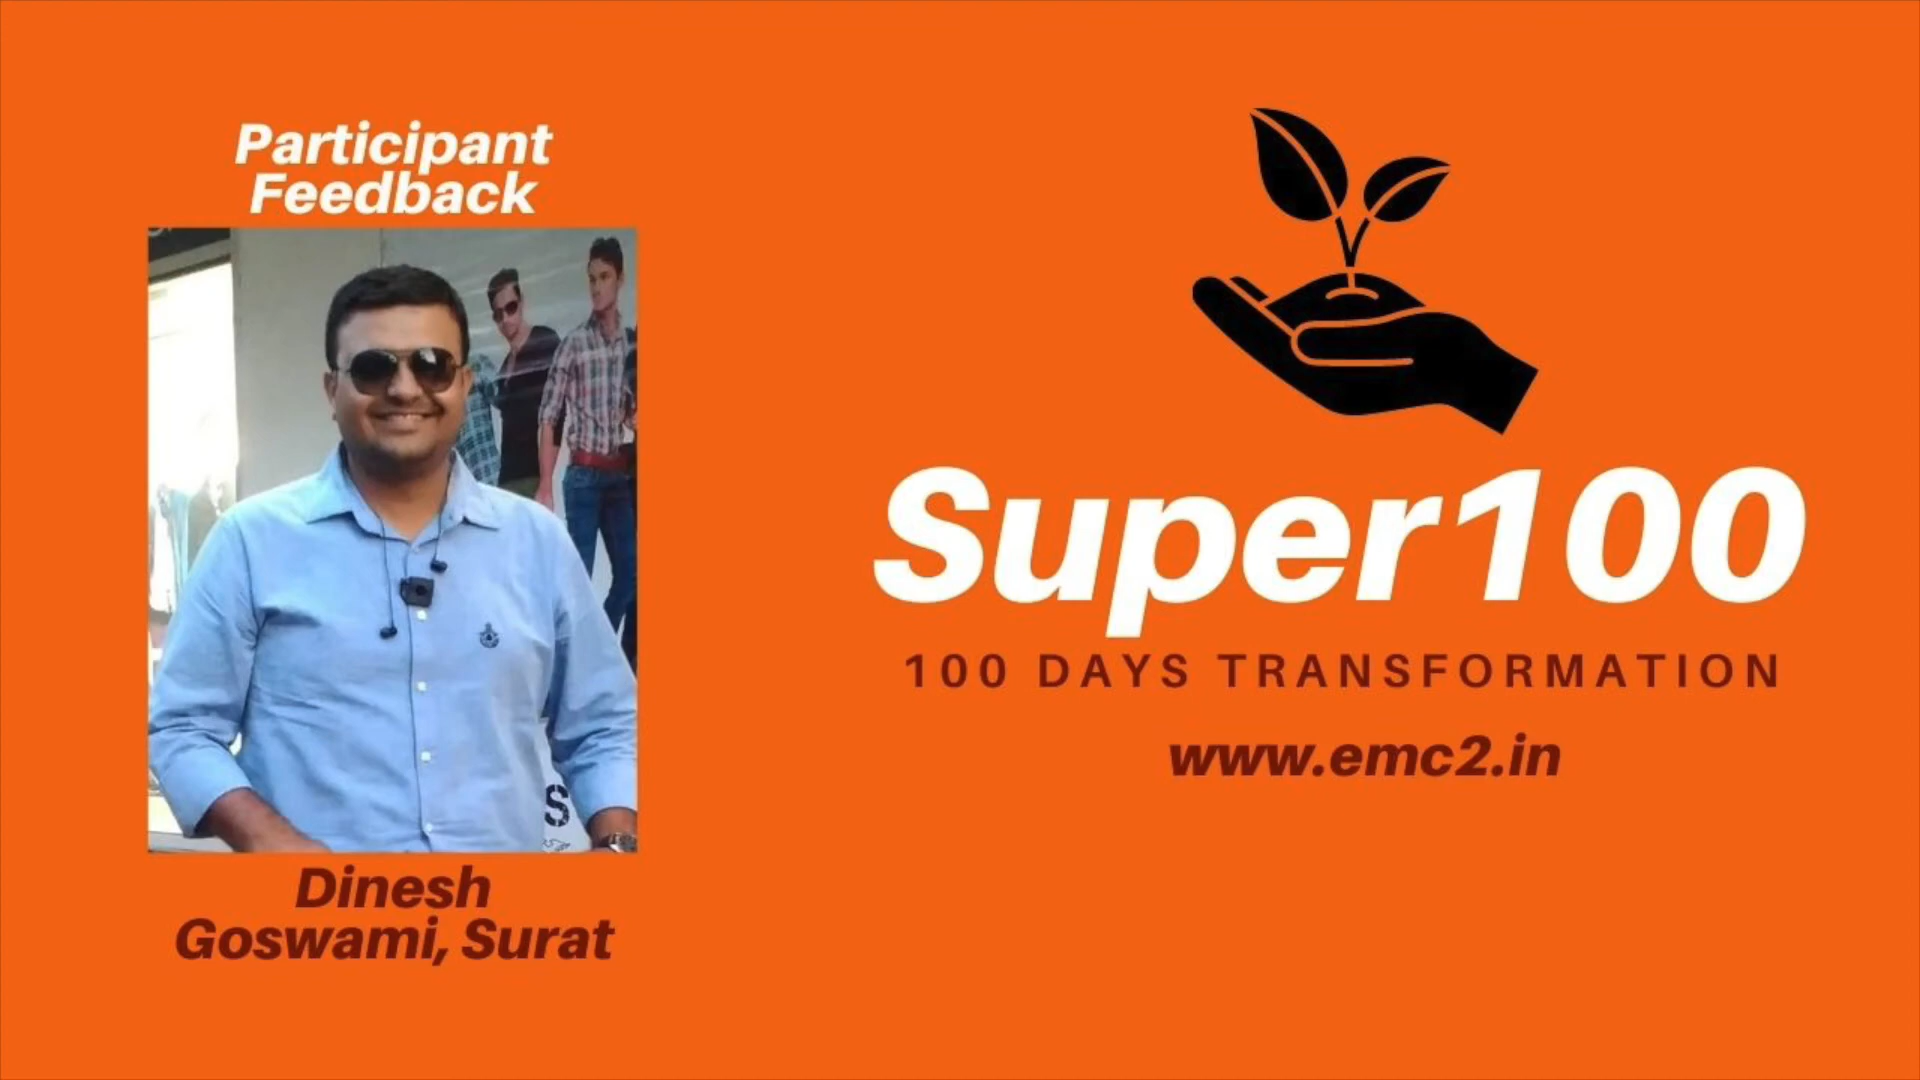 Participant
Feedback
Dinesh
Goswami, Surat
Super100
100 DAYS TRANSFORMATION
www.emc2.in